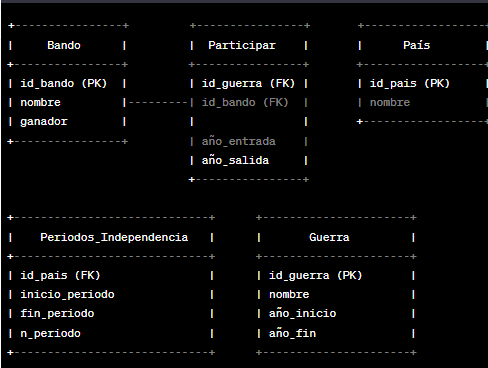 Bando
Participar
País
id_bando (PK)
nombre
ganador
id_guerra (FK)
id_bando (FK)
año_entrada
año_salida
id_pais (PK)
nombre
Periodos_Independencia
Guerra
id_pais (FK)
inicio_periodo
fin_periodo
n_periodo
id_guerra (PK)
nombre
año_inicio
año_fin